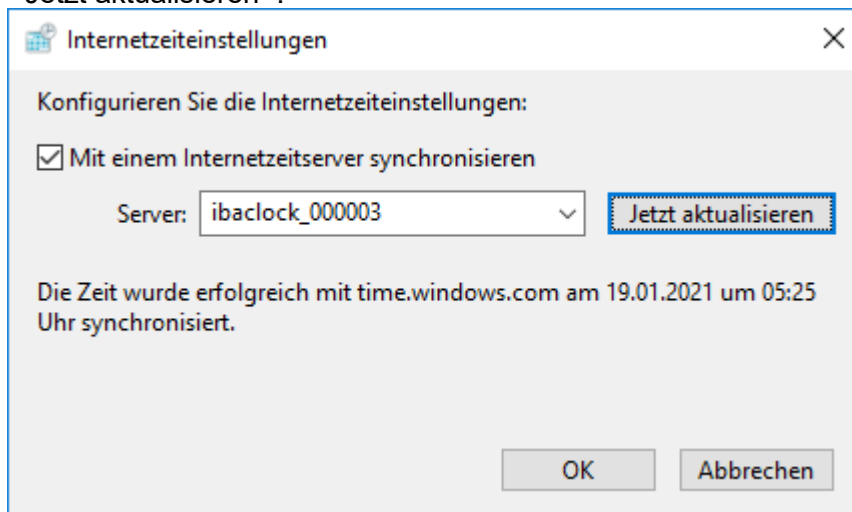 Jetzt aktualisieren".
Internetzeiteinstellungen
Konfigurieren Sie die Internetzeiteinstellungen:
Mit einem Internetzeitserver synchronisieren
Server: ibaclock_000003 Jetzt aktualisieren
Die Zeit wurde erfolgreich mit time.windows.com am 19.01.2021 um 05:25
Uhr synchronisiert.
OK Abbrechen